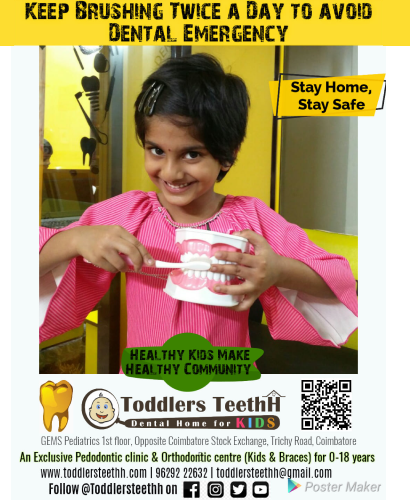 Keep Brushing Twice a Day to avoid
Dental Emergency
Stay Home,
Stay Safe
Healthy Kids make
Healthy Community
Toddlers TeethH
Dental Home for KIDS
GEMS Pediatrics 1st floor, Opposite Coimbatore Stock Exchange, Trichy Road, Coimbatore
An Exclusive Pedodontic clinic & Orthodontic centre (Kids & Braces) for 0-18 years
www.toddlersteethh.com | 96292 22632 | toddlersteethh@gmail.com
Follow @Toddlersteethh on
Poster Maker